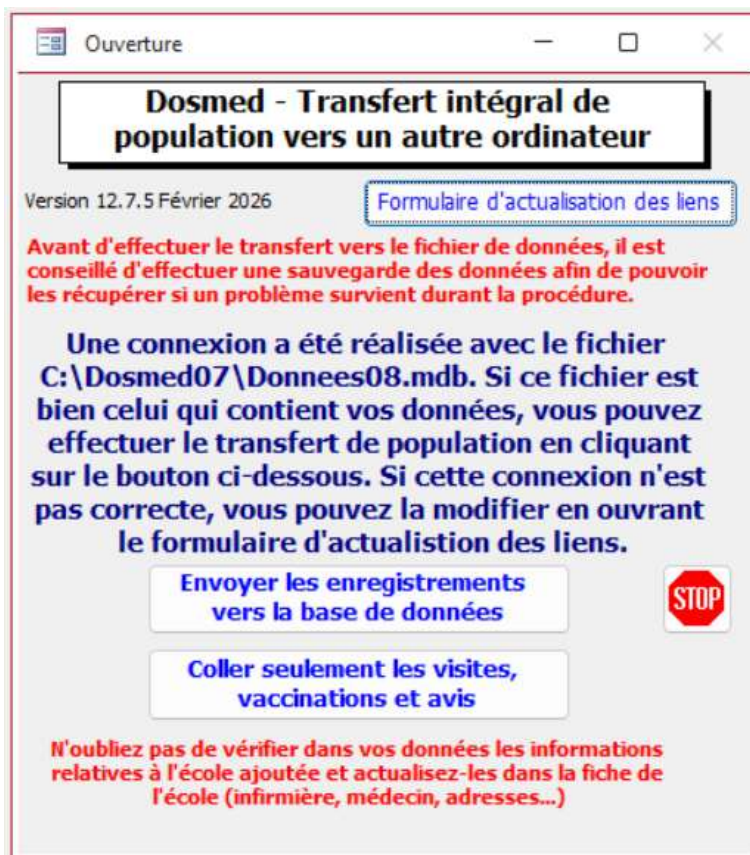 Ouverture
Dosmed - Transfert intégral de
population vers un autre ordinateur
Version 12.7.5 Février 2026
Formulaire d'actualisation des liens
Avant d'effectuer le transfert vers le fichier de données, il est
conseillé d'effectuer une sauvegarde des données afin de pouvoir
les récupérer si un problème survient durant la procédure.
Une connexion a été réalisée avec le fichier
C:\Dosmed07\Donnees08.mdb. Si ce fichier est
bien celui qui contient vos données, vous pouvez
effectuer le transfert de population en cliquant
sur le bouton ci-dessous. Si cette connexion n'est
pas correcte, vous pouvez la modifier en ouvrant
le formulaire d'actualistion des liens.
Envoyer les enregistrements
vers la base de données
STOP
Coller seulement les visites,
vaccinations et avis
N'oubliez pas de vérifier dans vos données les informations
relatives à l'école ajoutée et actualisez-les dans la fiche de
l'école (infirmière, médecin, adresses...)